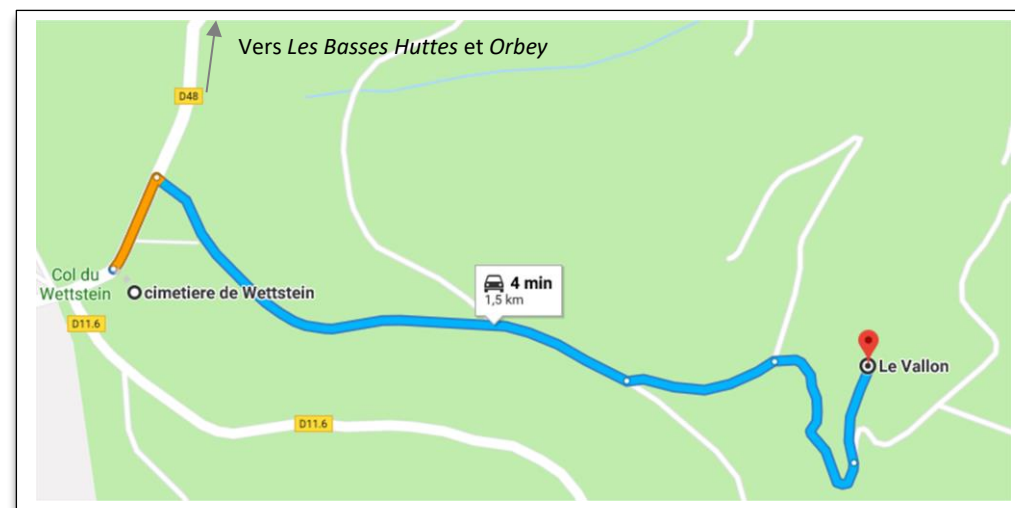 Vers Les Basses Huttes et Orbey
D48
Col du
Wettstein
cimetiere de Wettstein
4 min
1,5 km
D11.6
Le Vallon
D11.6